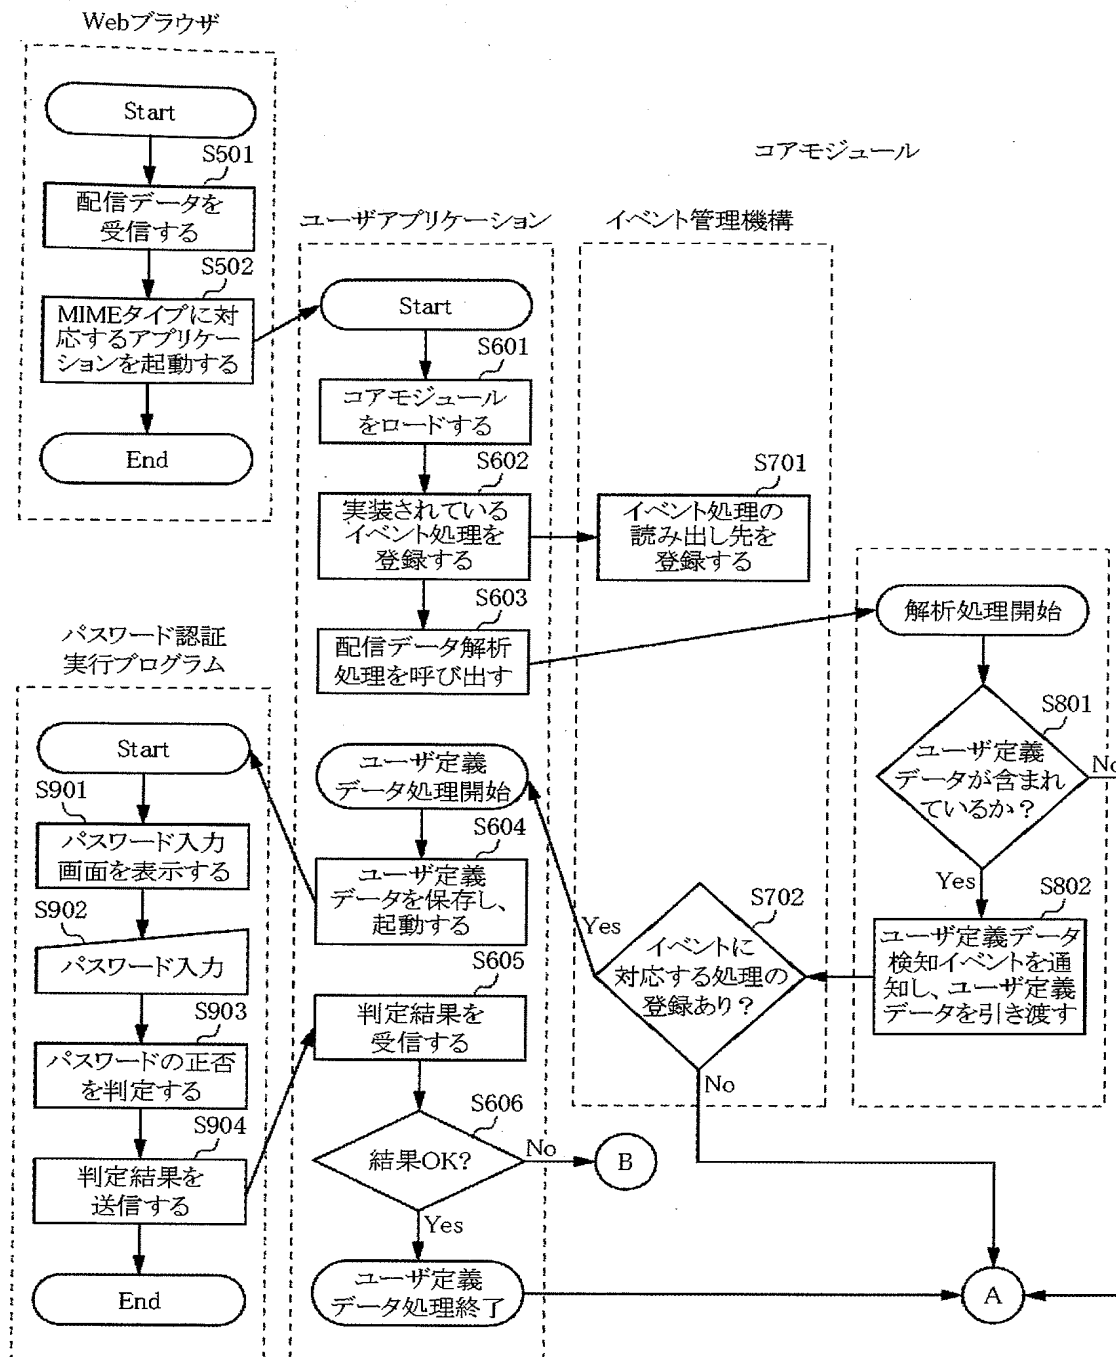 Webブラウザ
Start
S501
配信データを
受信する
S502
MIMEタイプに対
応するアプリケー
ションを起動する
End
コアモジュール
ユーザアプリケーション
Start
S601
コアモジュール
をロードする
S602
実装されている
イベント処理を
登録する
S603
配信データ解析
処理を呼び出す
イベント管理機構
S701
イベント処理の
読み出し先を
登録する
解析処理開始
S801
ユーザ定義
データが含まれ
ているか？
No
Yes
S802
ユーザ定義データ
検知イベントを通
知し、ユーザ定義
データを引き渡す
S702
イベントに
対応する処理の
登録あり？
Yes
No
ユーザ定義
データ処理開始
S604
ユーザ定義
データを保存し、
起動する
パスワード認証
実行プログラム
Start
S901
パスワード入力
画面を表示する
S902
パスワード入力
S903
パスワードの正否
を判定する
S904
判定結果を
送信する
End
S605
判定結果を
受信する
S606
結果OK?
No
B
Yes
ユーザ定義
データ処理終了
A